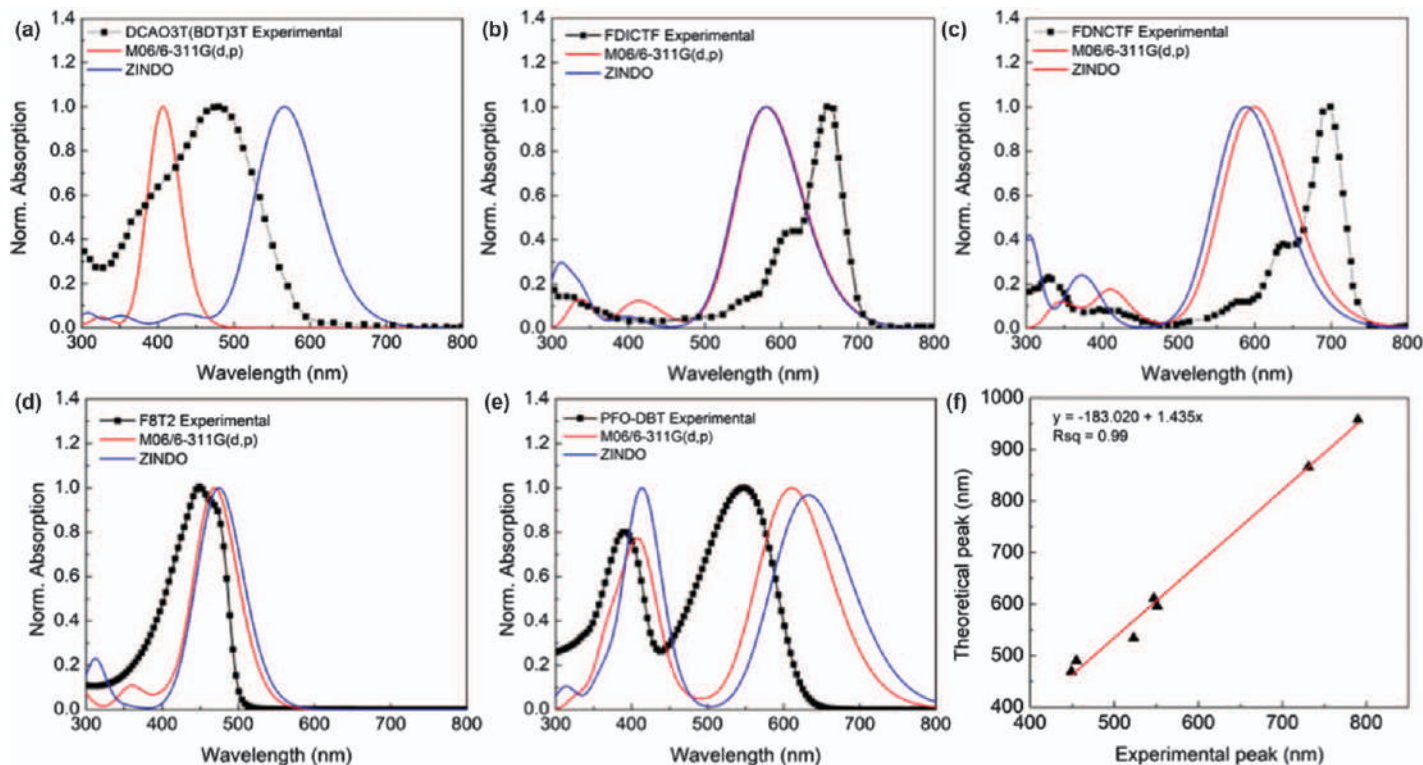 (a)
DCAO3T(BDT)3T Experimental
M06/6-311G(d,p)
ZINDO
Norm. Absorption
1.4
1.2
1.0
0.8
0.6
0.4
0.2
0.0
300 400 500 600 700 800
Wavelength (nm)
(b)
FDICTF Experimental
M06/6-311G(d,p)
ZINDO
Norm. Absorption
1.4
1.2
1.0
0.8
0.6
0.4
0.2
0.0
300 400 500 600 700 800
Wavelength (nm)
(c)
FDNCTF Experimental
M06/6-311G(d,p)
ZINDO
Norm. Absorption
1.4
1.2
1.0
0.8
0.6
0.4
0.2
0.0
300 400 500 600 700 800
Wavelength (nm)
(d)
F8T2 Experimental
M06/6-311G(d,p)
ZINDO
Norm. Absorption
1.4
1.2
1.0
0.8
0.6
0.4
0.2
0.0
300 400 500 600 700 800
Wavelength (nm)
(e)
PFO-DBT Experimental
M06/6-311G(d,p)
ZINDO
Norm. Absorption
1.4
1.2
1.0
0.8
0.6
0.4
0.2
0.0
300 400 500 600 700 800
Wavelength (nm)
(f)
y = -183.020 + 1.435x
Rsq = 0.99
Theoretical peak (nm)
1000
900
800
700
600
500
400
400 500 600 700 800
Experimental peak (nm)